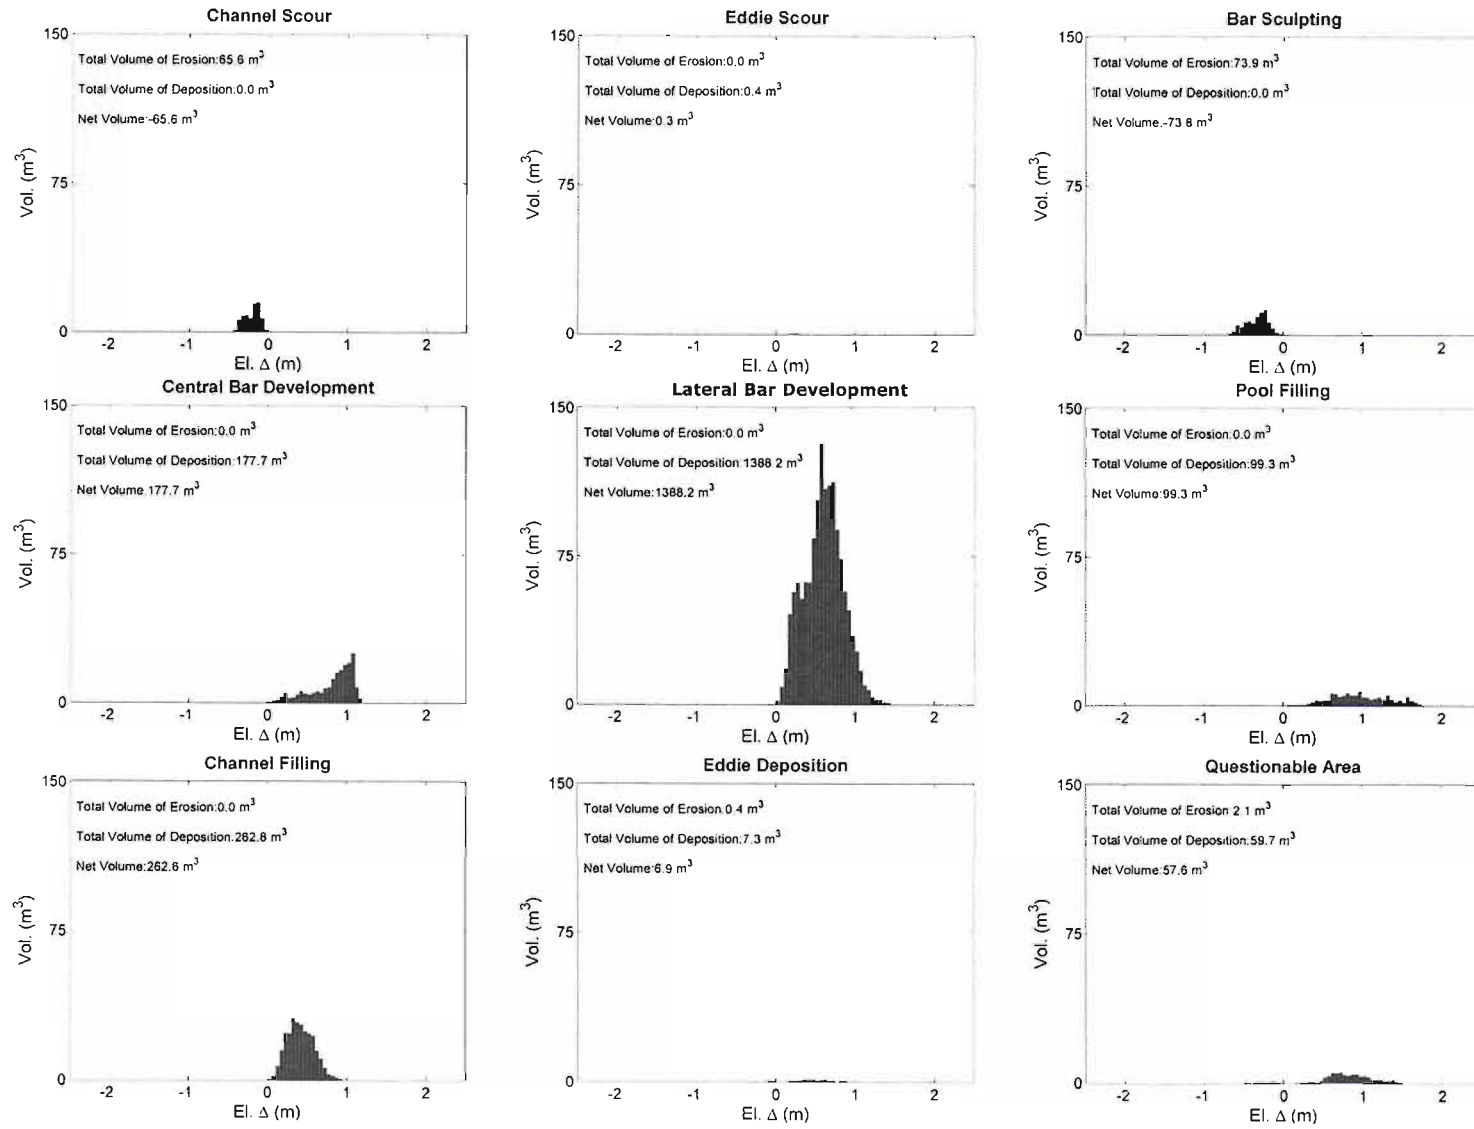 Channel Scour
150
Total Volume of Erosion:65.6 m³
Total Volume of Deposition:0.0 m³
Net Volume:-65.6 m³
75
Vol. (m³)
0
-2 -1 0 1 2
El. Δ (m)
Eddie Scour
150
Total Volume of Erosion:0.0 m³
Total Volume of Deposition:0.4 m³
Net Volume:0.3 m³
75
Vol. (m³)
0
-2 -1 0 1 2
El. Δ (m)
Bar Sculpting
150
Total Volume of Erosion:73.9 m³
Total Volume of Deposition:0.0 m³
Net Volume:-73.8 m³
75
Vol. (m³)
0
-2 -1 0 1 2
El. Δ (m)
Central Bar Development
150
Total Volume of Erosion:0.0 m³
Total Volume of Deposition:177.7 m³
Net Volume:177.7 m³
75
Vol. (m³)
0
-2 -1 0 1 2
El. Δ (m)
Lateral Bar Development
150
Total Volume of Erosion:0.0 m³
Total Volume of Deposition:1388.2 m³
Net Volume:1388.2 m³
75
Vol. (m³)
0
-2 -1 0 1 2
El. Δ (m)
Pool Filling
150
Total Volume of Erosion:0.0 m³
Total Volume of Deposition:99.3 m³
Net Volume:99.3 m³
75
Vol. (m³)
0
-2 -1 0 1 2
El. Δ (m)
Channel Filling
150
Total Volume of Erosion:0.0 m³
Total Volume of Deposition:262.8 m³
Net Volume:262.8 m³
75
Vol. (m³)
0
-2 -1 0 1 2
El. Δ (m)
Eddie Deposition
150
Total Volume of Erosion:0.4 m³
Total Volume of Deposition:7.3 m³
Net Volume:6.9 m³
75
Vol. (m³)
0
-2 -1 0 1 2
El. Δ (m)
Questionable Area
150
Total Volume of Erosion:2.1 m³
Total Volume of Deposition:59.7 m³
Net Volume:57.6 m³
75
Vol. (m³)
0
-2 -1 0 1 2
El. Δ (m)